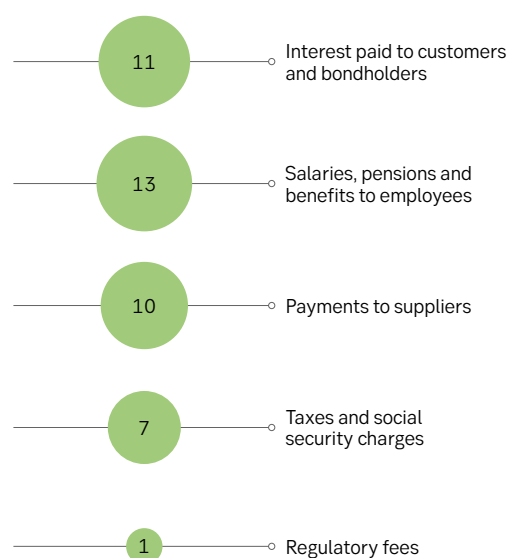 11
Interest paid to customers
and bondholders
13
Salaries, pensions and
benefits to employees
10
Payments to suppliers
7
Taxes and social
security charges
1
Regulatory fees